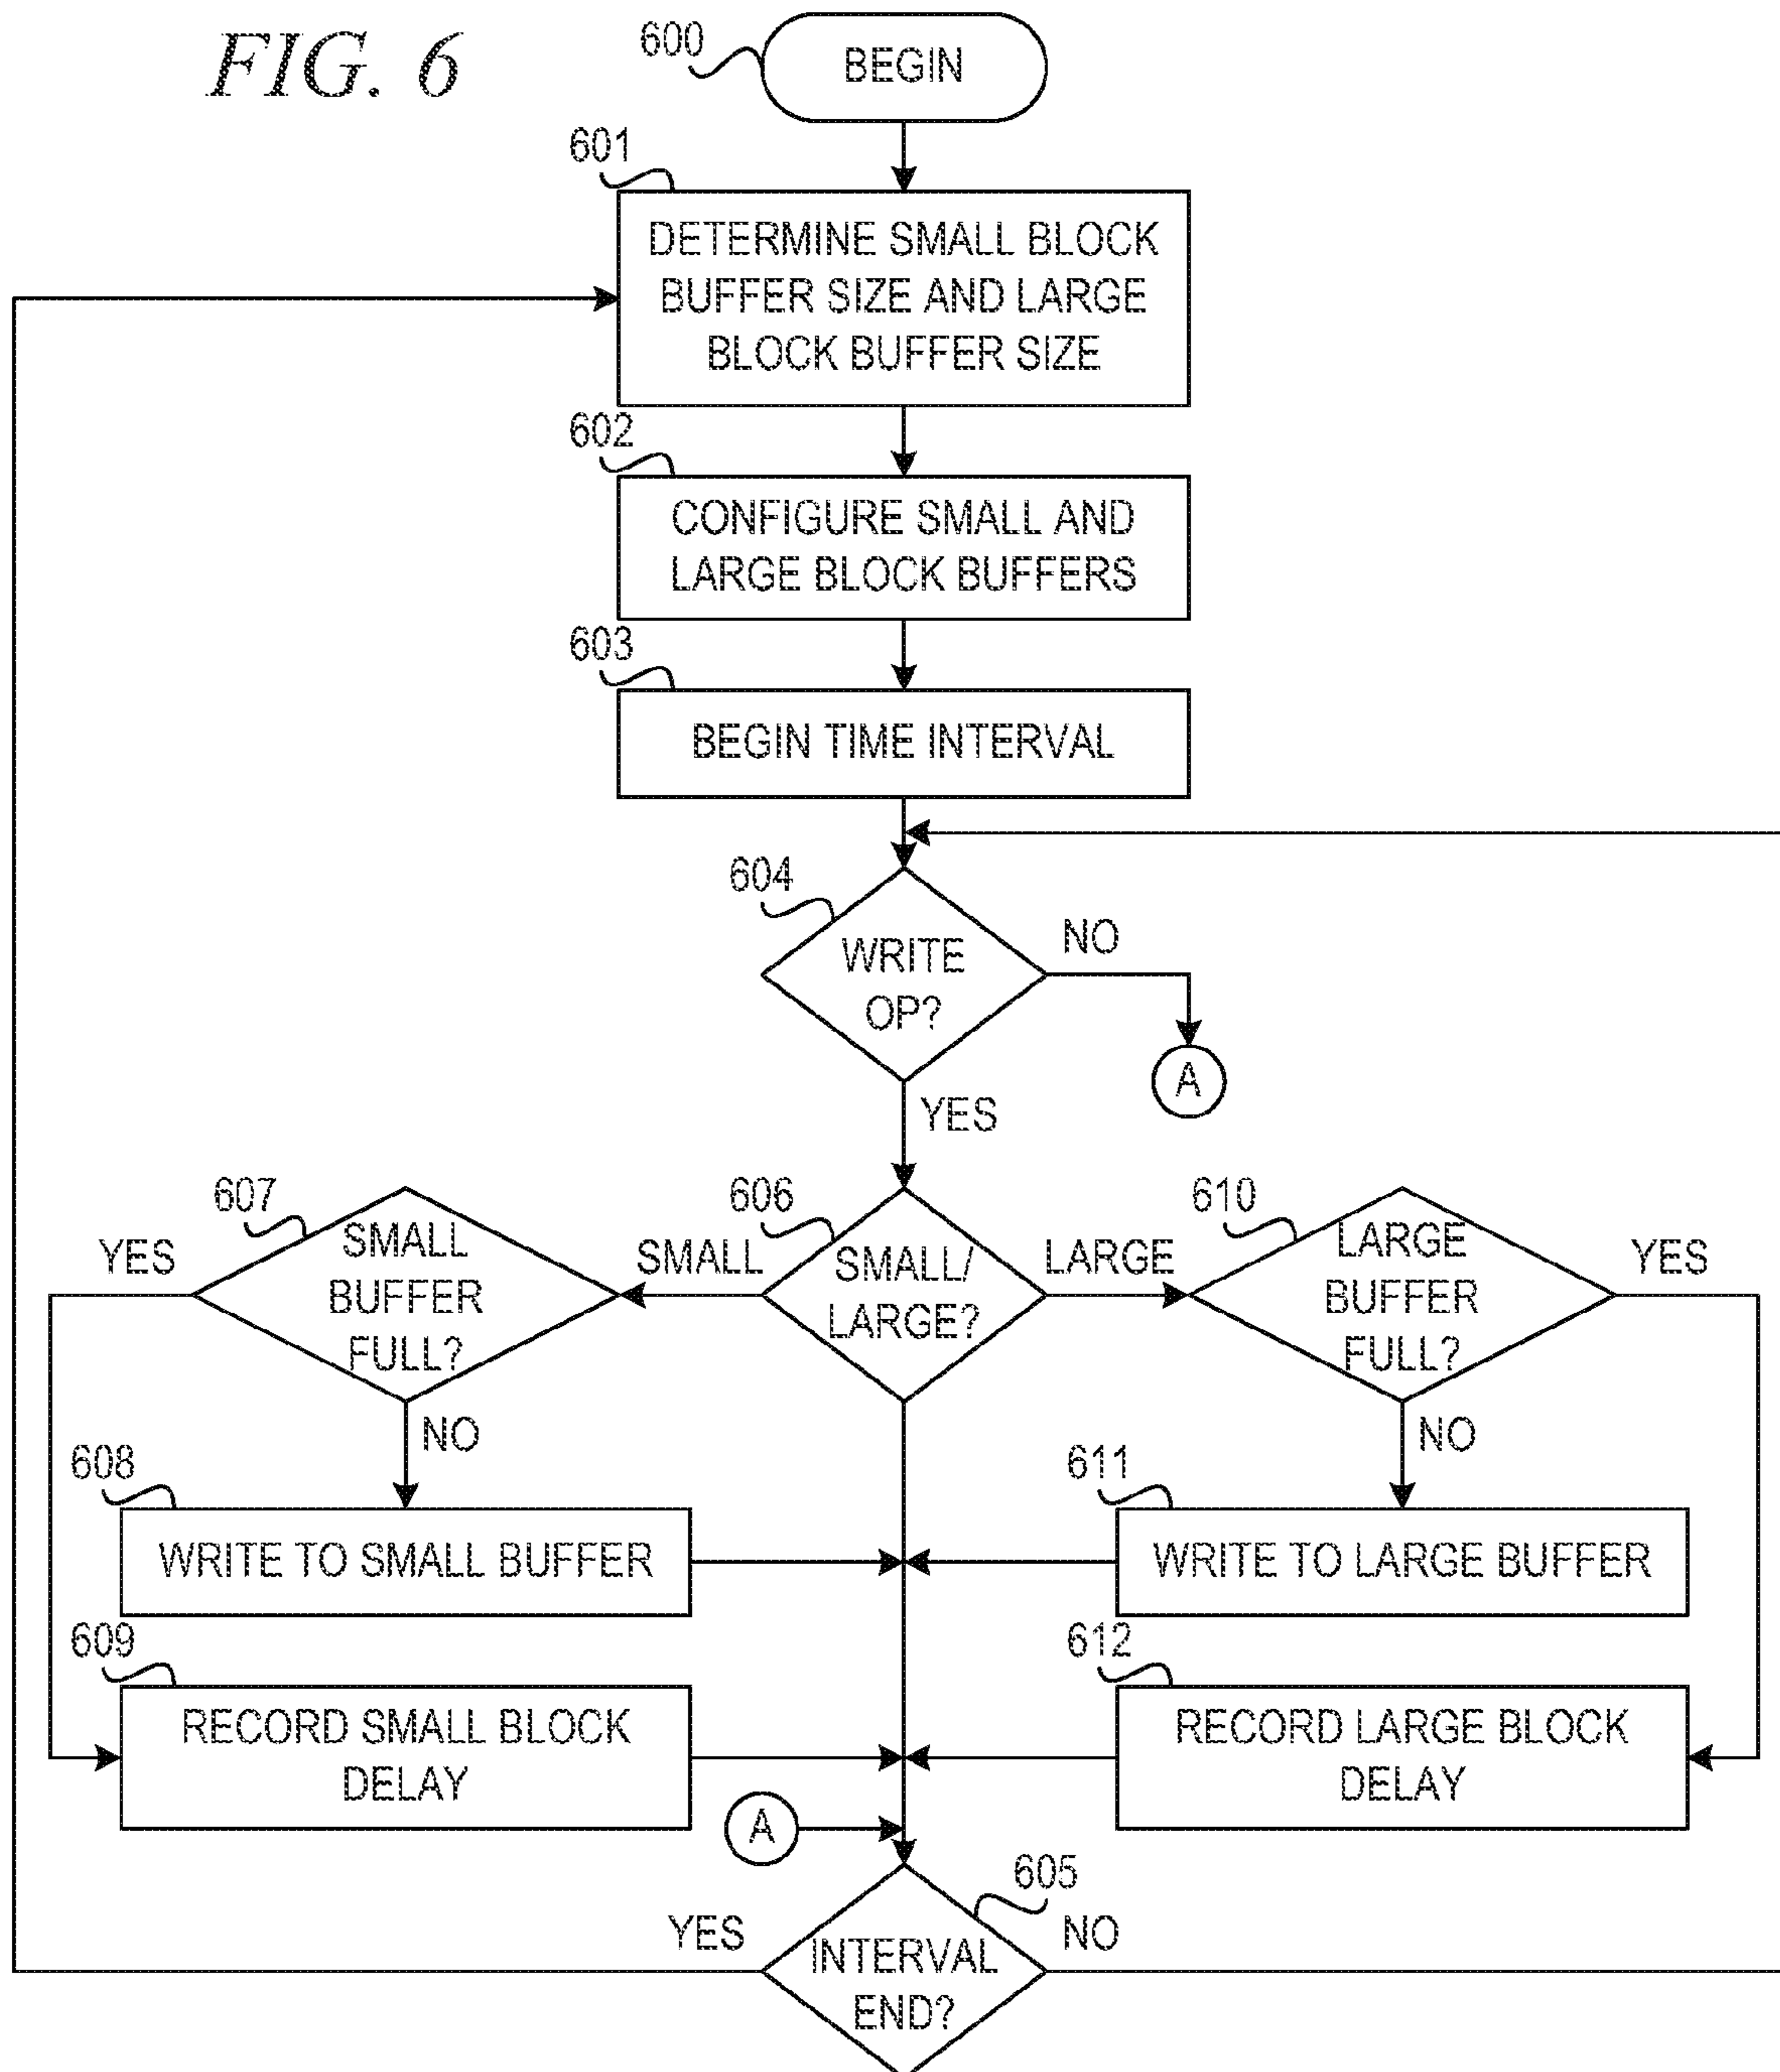 FIG. 6
600
BEGIN
601
DETERMINE SMALL BLOCK
BUFFER SIZE AND LARGE
BLOCK BUFFER SIZE
602
CONFIGURE SMALL AND
LARGE BLOCK BUFFERS
603
BEGIN TIME INTERVAL
604
WRITE
OP?
NO
A
YES
607
SMALL
BUFFER
FULL?
YES
NO
606
SMALL/
LARGE?
SMALL
LARGE
610
LARGE
BUFFER
FULL?
YES
NO
608
WRITE TO SMALL BUFFER
611
WRITE TO LARGE BUFFER
609
RECORD SMALL BLOCK
DELAY
612
RECORD LARGE BLOCK
DELAY
A
605
INTERVAL
END?
YES
NO